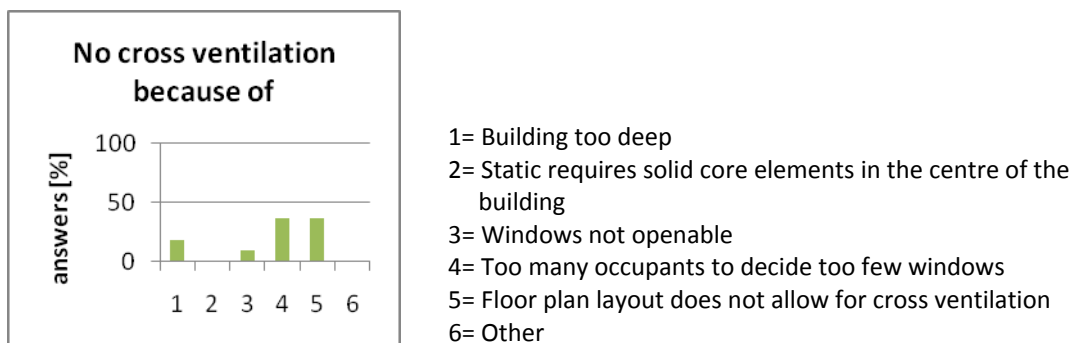 No cross ventilation
because of
answers [%]
100
50
0
1 2 3 4 5 6
1= Building too deep
2= Static requires solid core elements in the centre of the
building
3= Windows not openable
4= Too many occupants to decide too few windows
5= Floor plan layout does not allow for cross ventilation
6= Other